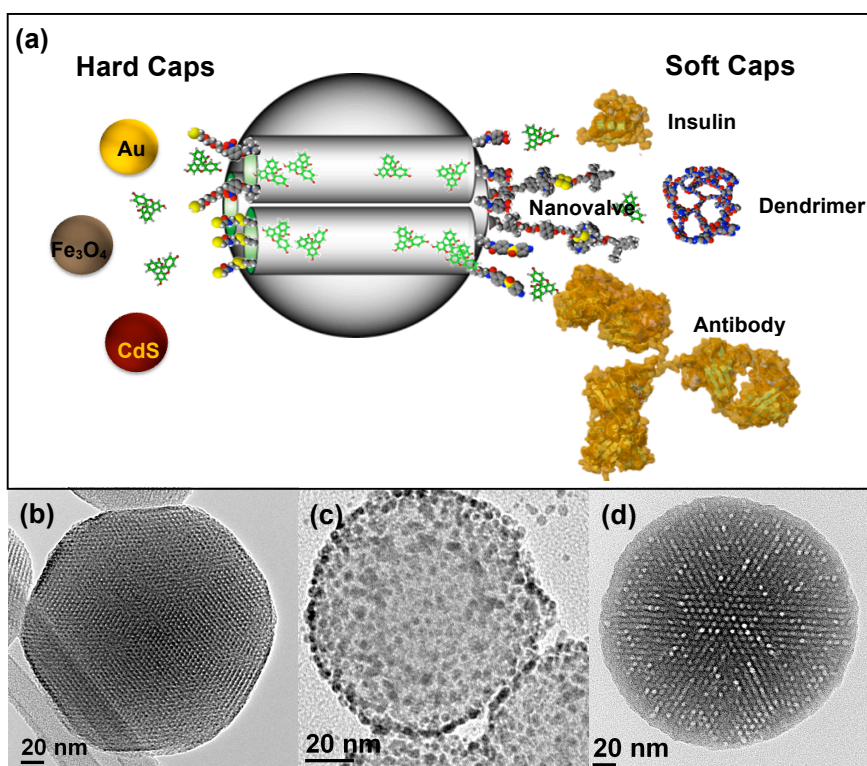 (a)
Hard Caps
Soft Caps
Au
Insulin
Nanovalve
Dendrimer
Fe₃O₄
Antibody
CdS
(b)
(c)
(d)
20 nm
20 nm
20 nm